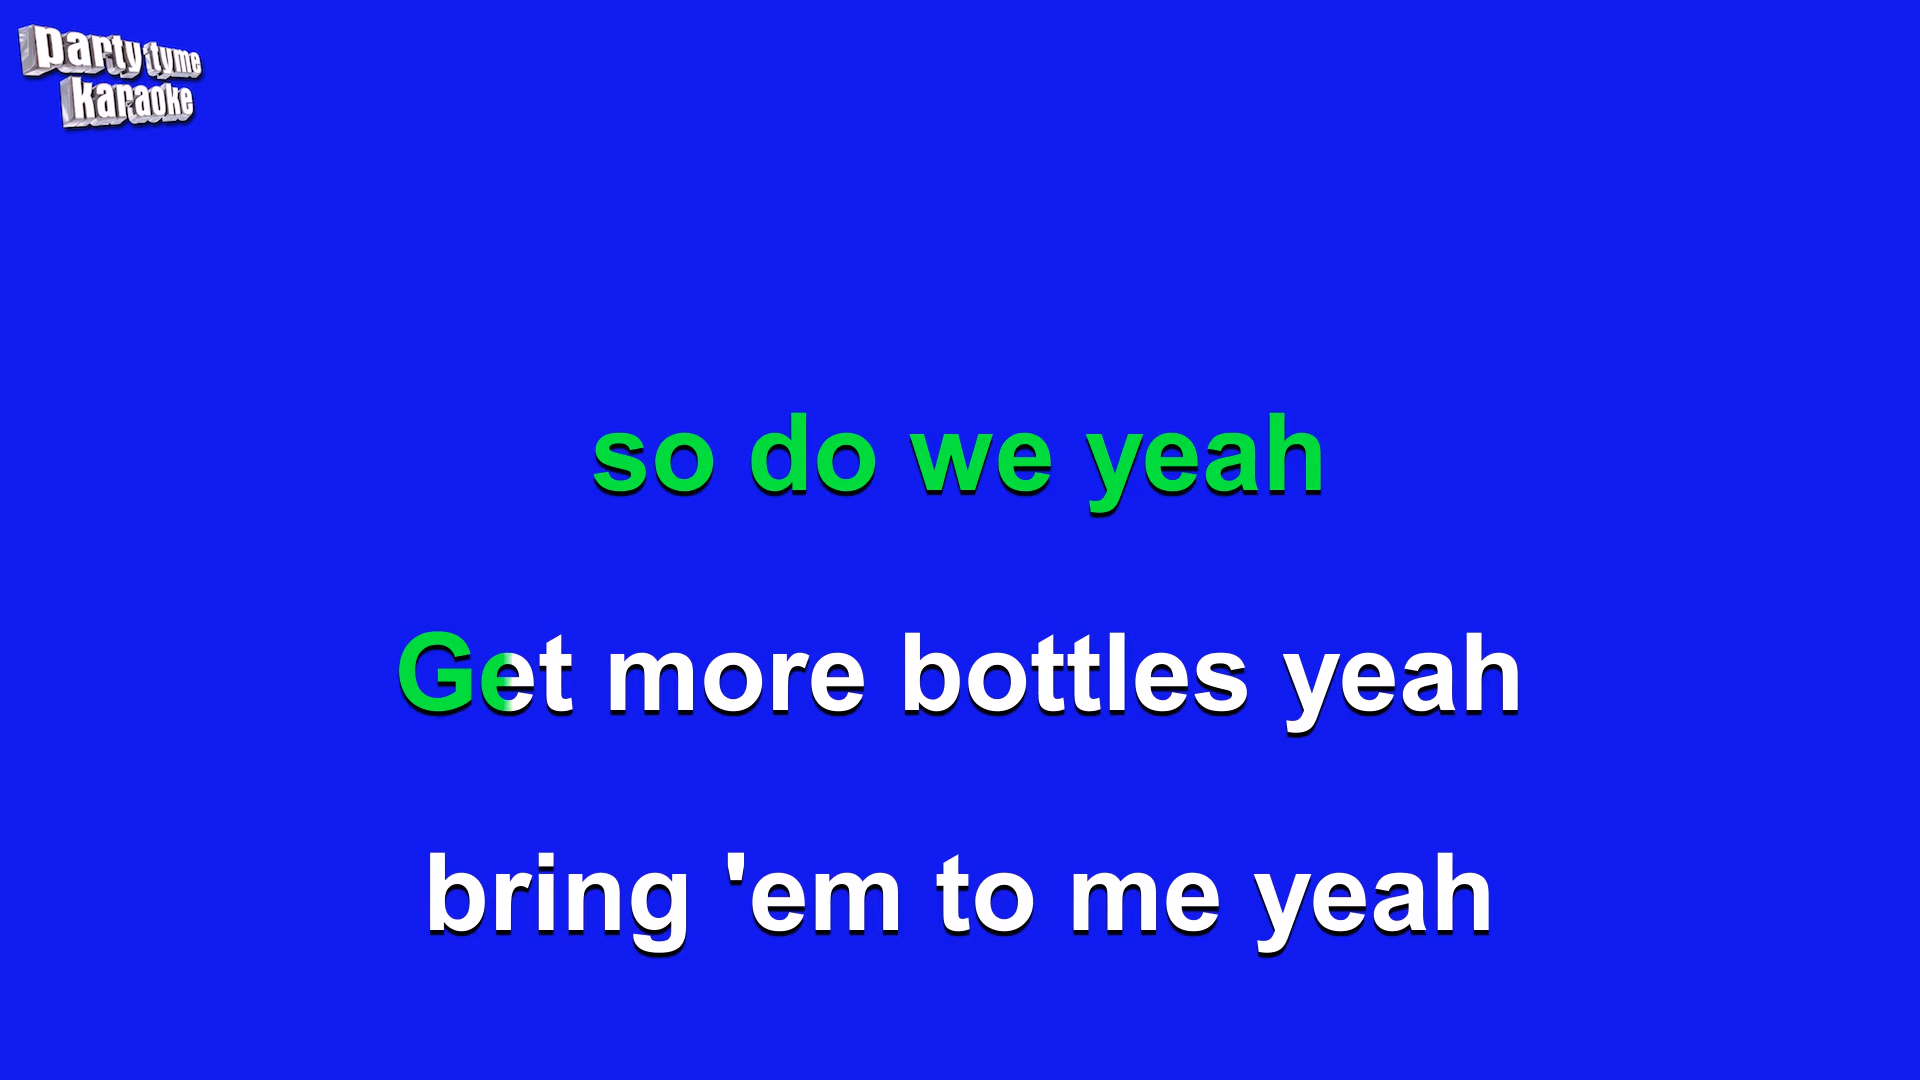 party tyme
karaoke
so do we yeah
Get more bottles yeah
bring 'em to me yeah